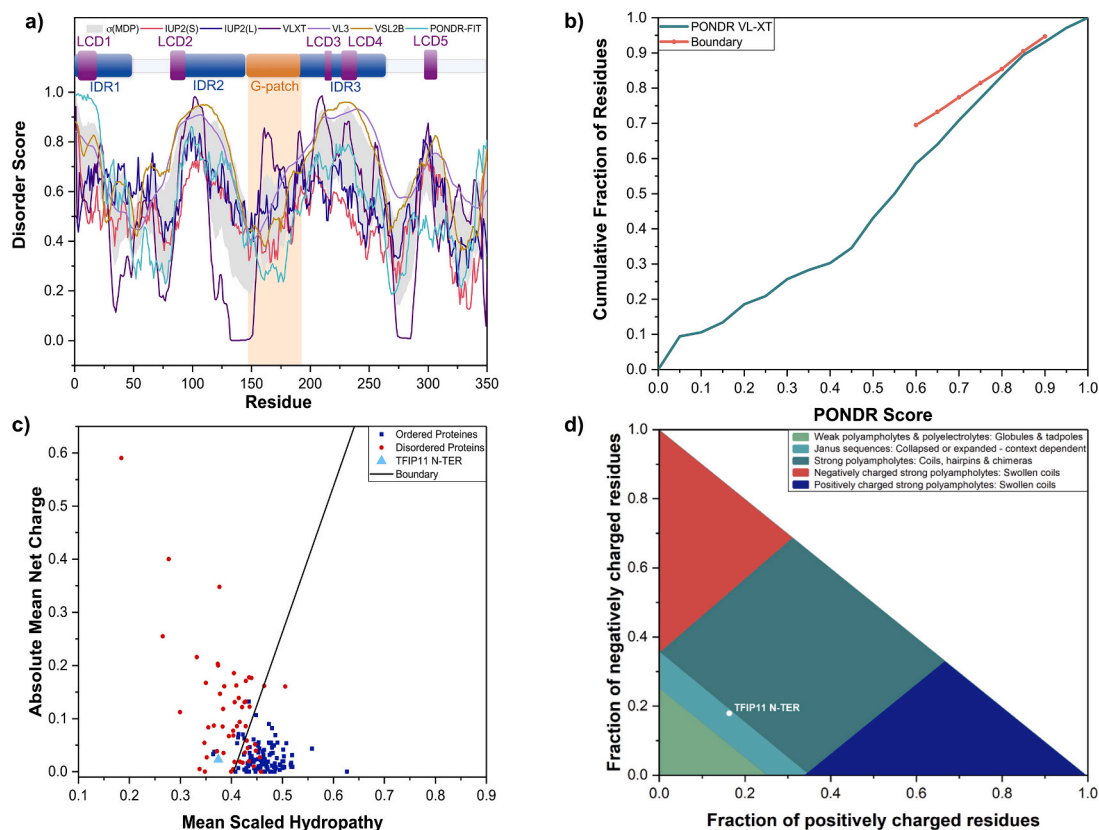 a)
σ(MDP) IUP2(S) IUP2(L) VLXT VL3 VSL2B PONDR-FIT
LCD1 LCD2 LCD3 LCD4 LCD5
IDR1 IDR2 G-patch IDR3
Disorder Score
1.0
0.8
0.6
0.4
0.2
0.0
0 50 100 150 200 250 300 350
Residue
b)
PONDR VL-XT
Boundary
Cumulative Fraction of Residues
1.0
0.9
0.8
0.7
0.6
0.5
0.4
0.3
0.2
0.1
0.0
0.0 0.1 0.2 0.3 0.4 0.5 0.6 0.7 0.8 0.9 1.0
PONDR Score
c)
Ordered Proteines
Disordered Proteines
TFIP11 N-TER
Boundary
Absolute Mean Net Charge
0.6
0.5
0.4
0.3
0.2
0.1
0.0
0.1 0.2 0.3 0.4 0.5 0.6 0.7 0.8 0.9
Mean Scaled Hydropathy
d)
Weak polyampholytes & polyelectrolytes: Globules & tadpoles
Janus sequences: Collapsed or expanded - context dependent
Strong polyampholytes: Coils, hairpins & chimeras
Negatively charged strong polyampholytes: Swollen coils
Positively charged strong polyampholytes: Swollen coils
TFIP11 N-TER
Fraction of negatively charged residues
1.0
0.8
0.6
0.4
0.2
0.0
0.0 0.2 0.4 0.6 0.8 1.0
Fraction of positively charged residues